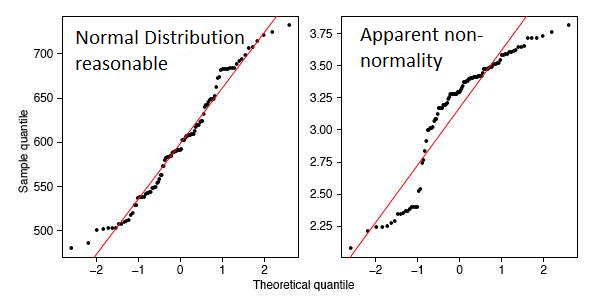 Normal Distribution
reasonable
Apparent non-
normality
Sample quantile
700
650
600
550
500
−2 −1 0 1 2
3.75
3.50
3.25
3.00
2.75
2.50
2.25
−2 −1 0 1 2
Theoretical quantile